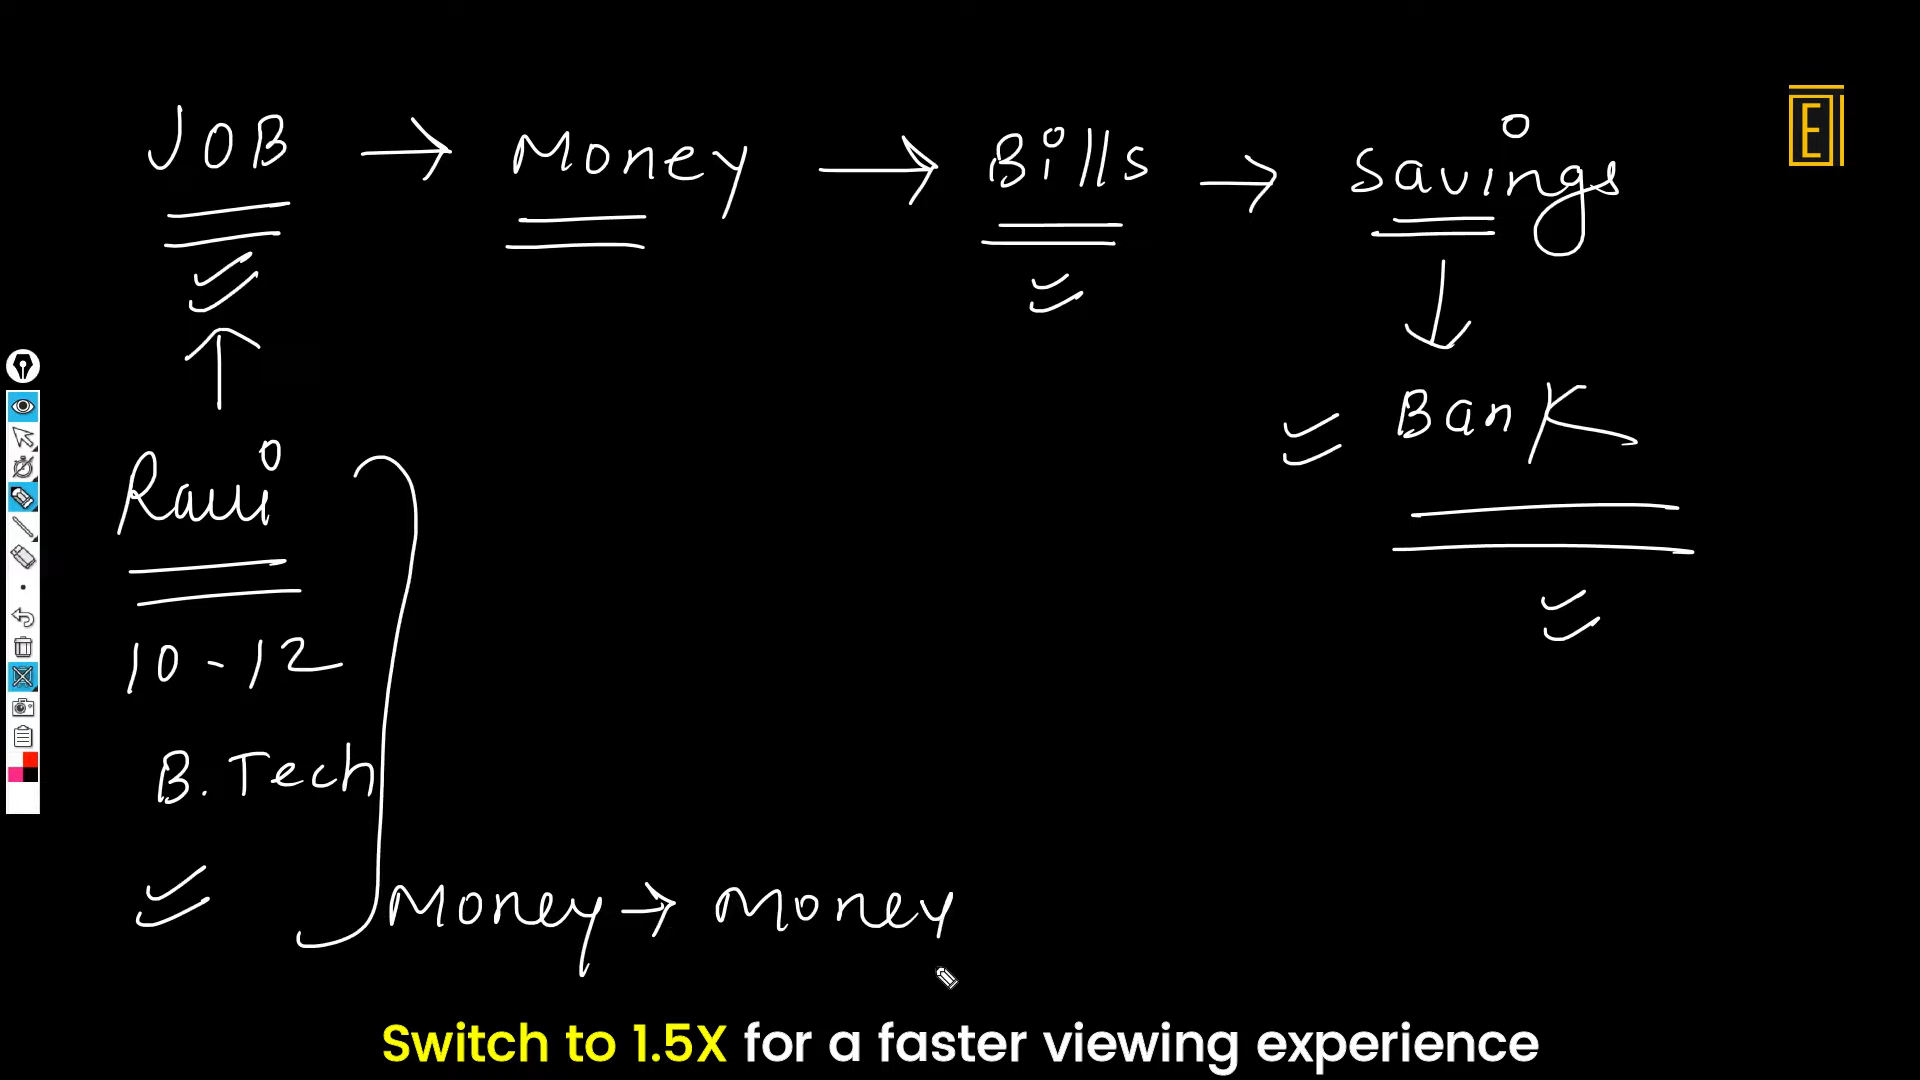 JOB → Money → Bills → Savings
Bank
Ravi
10 - 12
B. Tech
Money → Money
E
Switch to 1.5X for a faster viewing experience